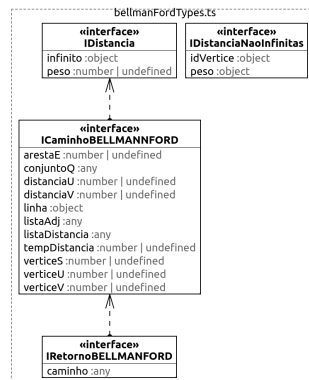 bellmanFordTypes.ts
«interface»
IDistancia
infinito :object
peso :number | undefined
«interface»
IDistanciaNaoInfinitas
idVertice :object
peso :object
«interface»
ICaminhoBELLMANNFORD
arestaE :number | undefined
conjuntoQ :any
distanciaU :number | undefined
distanciaV :number | undefined
linha :object
listaAdj :any
listaDistancia :any
tempDistancia :number | undefined
verticeS :number | undefined
verticeU :number | undefined
verticeV :number | undefined
«interface»
IRetornoBELLMANFORD
caminho :any